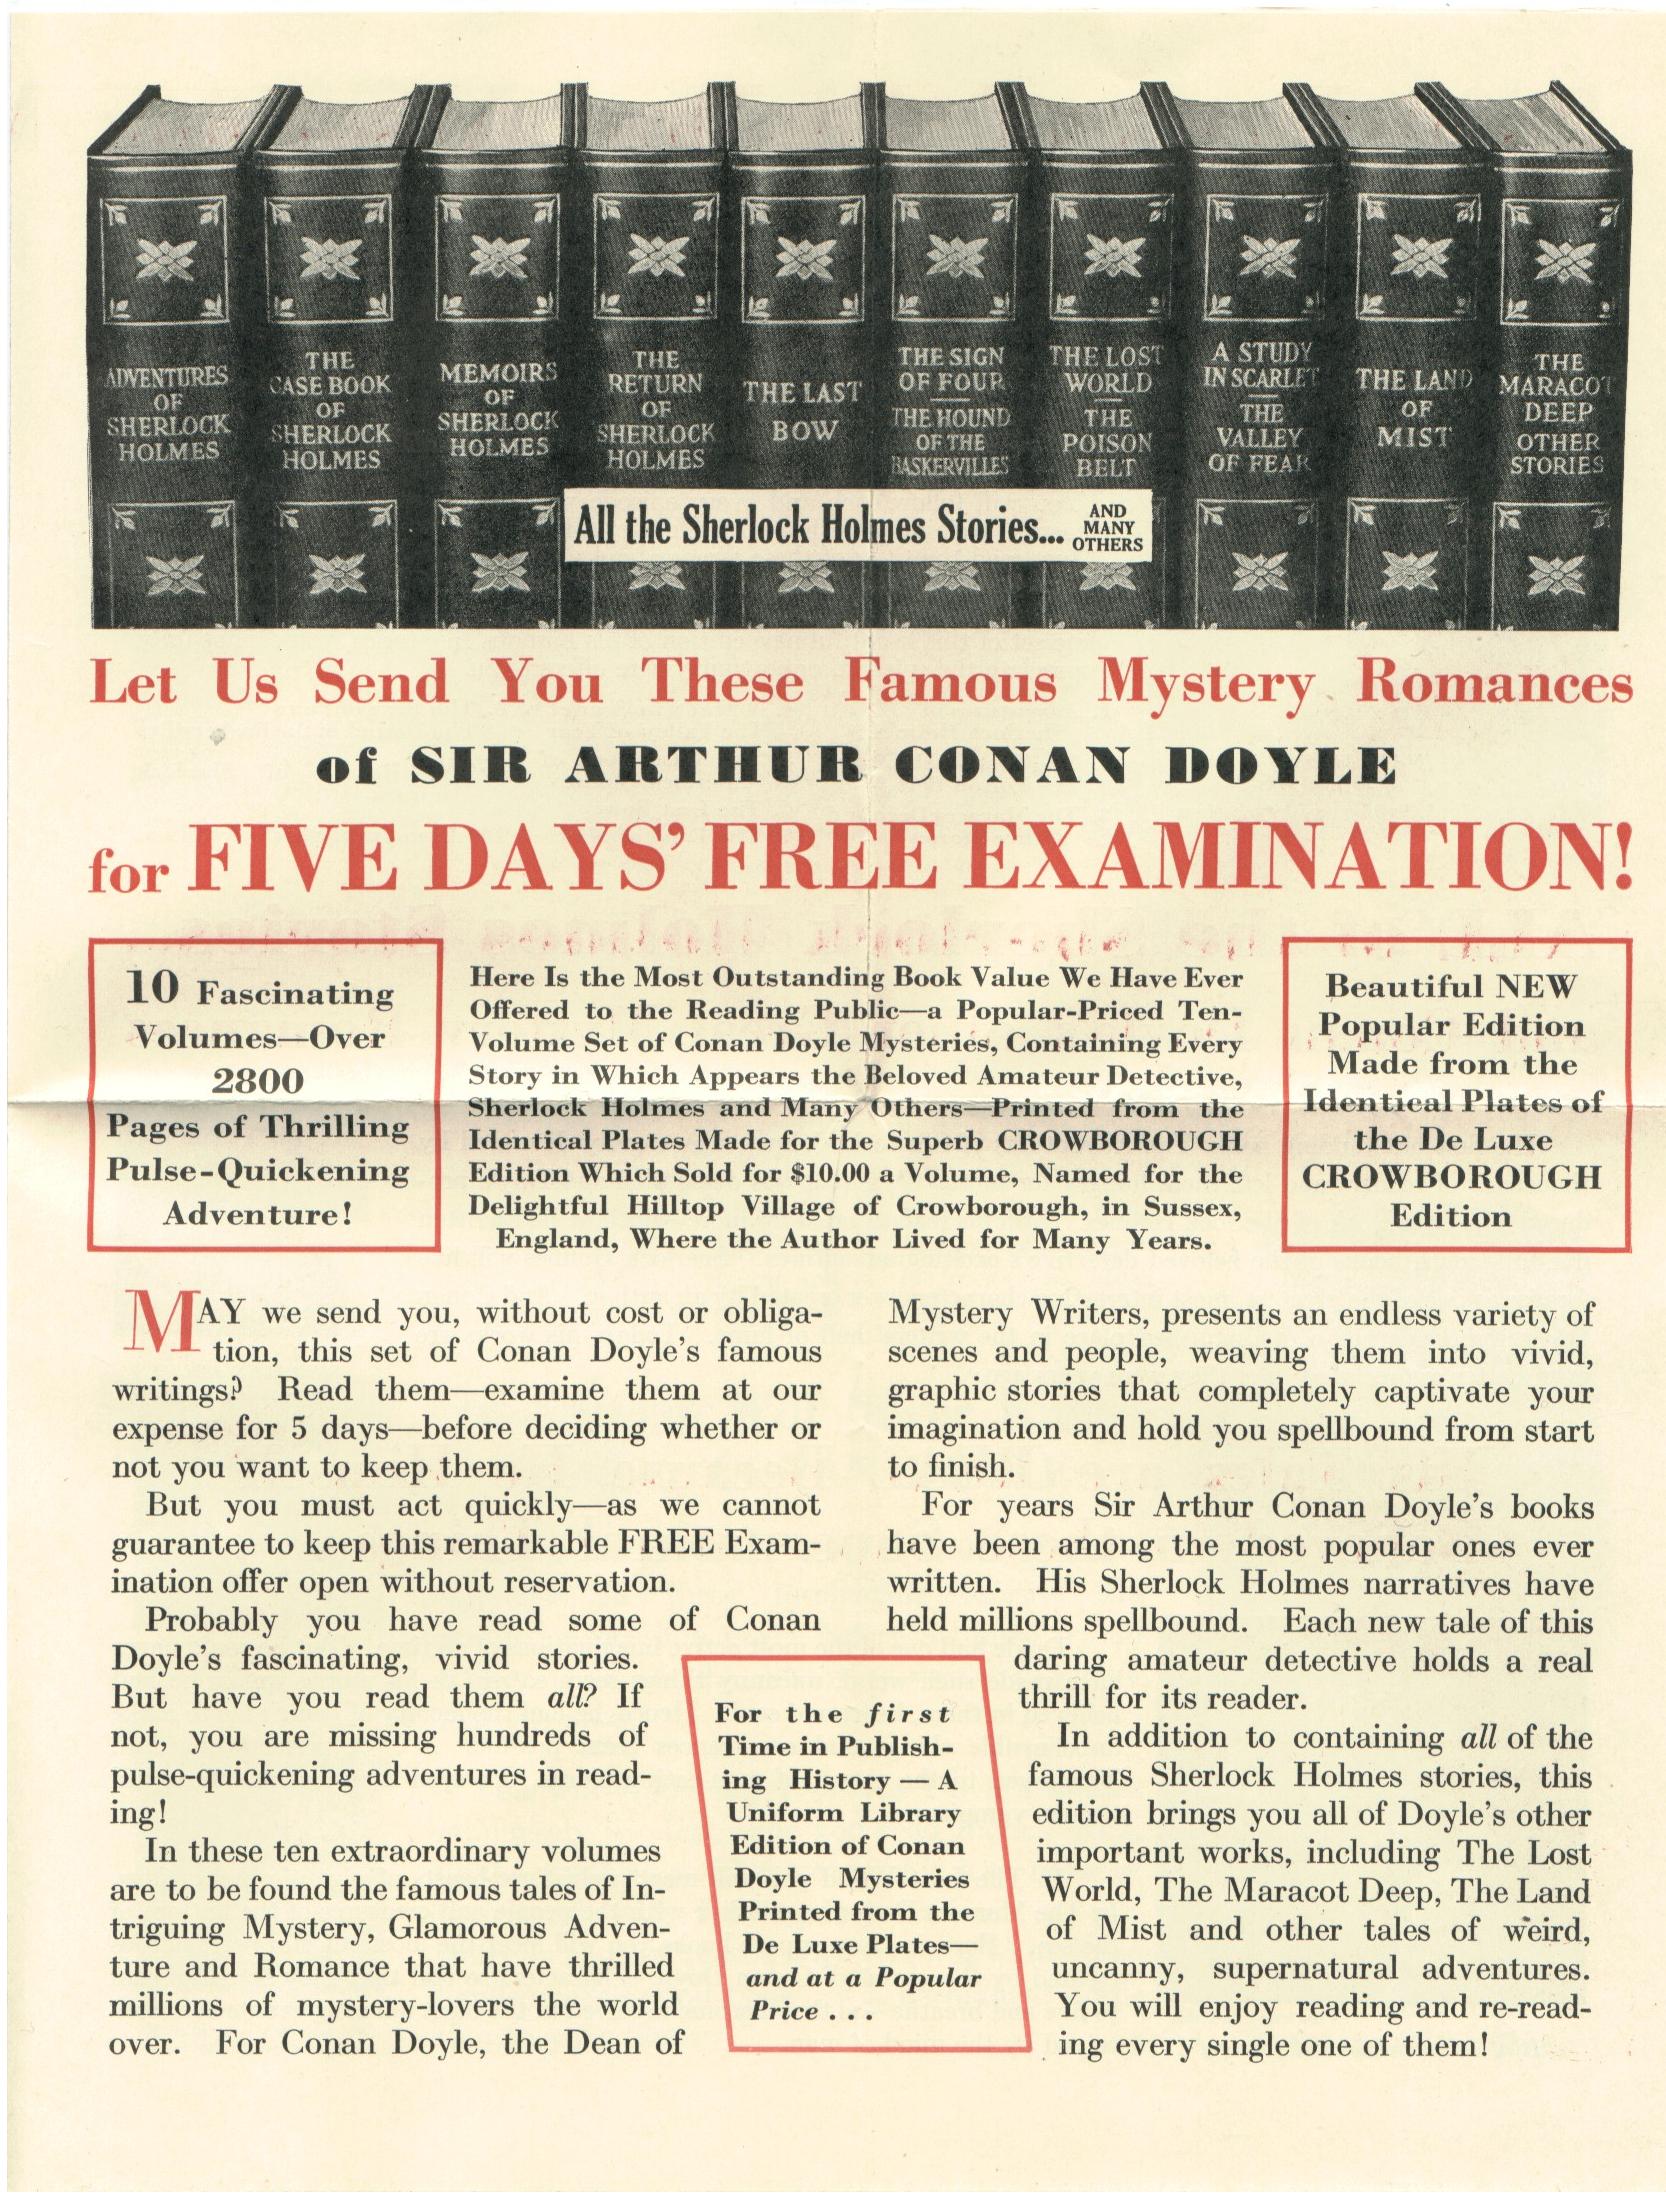 ADVENTURES
OF
SHERLOCK
HOLMES
THE
CASE BOOK
OF
SHERLOCK
HOLMES
MEMOIRS
OF
SHERLOCK
HOLMES
THE
RETURN
OF
SHERLOCK
HOLMES
THE LAST
BOW
THE SIGN
OF FOUR
THE HOUND
OF THE
BASKERVILLES
THE LOST
WORLD
THE
POISON
BELT
A STUDY
IN SCARLET
THE
VALLEY
OF FEAR
THE LAND
OF
MIST
THE
MARACOT
DEEP
OTHER
STORIES
All the Sherlock Holmes Stories...
AND
MANY
OTHERS
Let Us Send You These Famous Mystery Romances
of SIR ARTHUR CONAN DOYLE
for FIVE DAYS' FREE EXAMINATION!
10 Fascinating
Volumes—Over
2800
Pages of Thrilling
Pulse-Quickening
Adventure!
Here Is the Most Outstanding Book Value We Have Ever
Offered to the Reading Public—a Popular-Priced Ten-
Volume Set of Conan Doyle Mysteries, Containing Every
Story in Which Appears the Beloved Amateur Detective,
Sherlock Holmes and Many Others—Printed from the
Identical Plates Made for the Superb CROWBOROUGH
Edition Which Sold for $10.00 a Volume, Named for the
Delightful Hilltop Village of Crowborough, in Sussex,
England, Where the Author Lived for Many Years.
Beautiful NEW
Popular Edition
Made from the
Identical Plates of
the De Luxe
CROWBOROUGH
Edition
MAY we send you, without cost or obliga-
tion, this set of Conan Doyle's famous
writings? Read them—examine them at our
expense for 5 days—before deciding whether or
not you want to keep them.
But you must act quickly—as we cannot
guarantee to keep this remarkable FREE Exam-
ination offer open without reservation.
Probably you have read some of Conan
Doyle's fascinating, vivid stories.
But have you read them all? If
not, you are missing hundreds of
pulse-quickening adventures in read-
ing!
In these ten extraordinary volumes
are to be found the famous tales of In-
triguing Mystery, Glamorous Adven-
ture and Romance that have thrilled
millions of mystery-lovers the world
over. For Conan Doyle, the Dean of
For the first
Time in Publish-
ing History — A
Uniform Library
Edition of Conan
Doyle Mysteries
Printed from the
De Luxe Plates—
and at a Popular
Price . . .
Mystery Writers, presents an endless variety of
scenes and people, weaving them into vivid,
graphic stories that completely captivate your
imagination and hold you spellbound from start
to finish.
For years Sir Arthur Conan Doyle's books
have been among the most popular ones ever
written. His Sherlock Holmes narratives have
held millions spellbound. Each new tale of this
daring amateur detective holds a real
thrill for its reader.
In addition to containing all of the
famous Sherlock Holmes stories, this
edition brings you all of Doyle's other
important works, including The Lost
World, The Maracot Deep, The Land
of Mist and other tales of weird,
uncanny, supernatural adventures.
You will enjoy reading and re-read-
ing every single one of them!